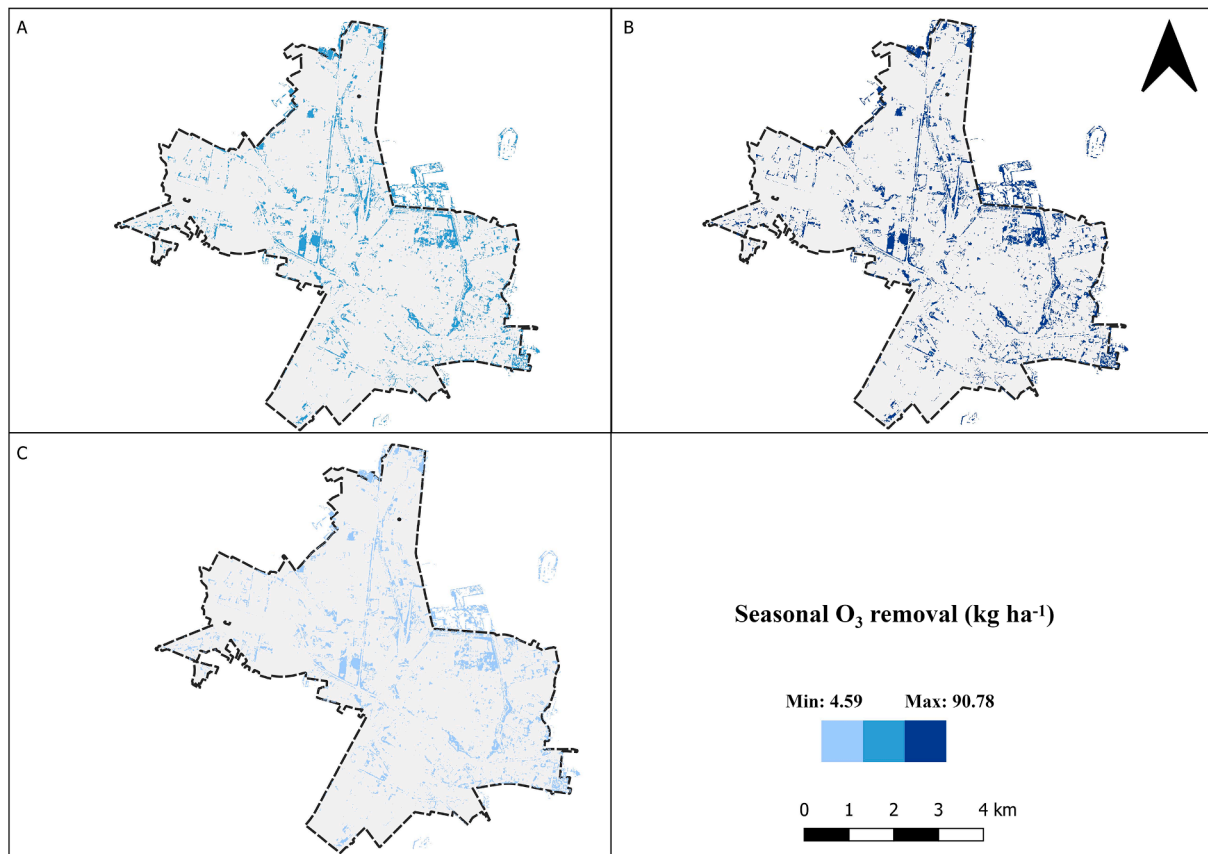 A
B
C
Seasonal O₃ removal (kg ha⁻¹)
Min: 4.59 Max: 90.78
0 1 2 3 4 km